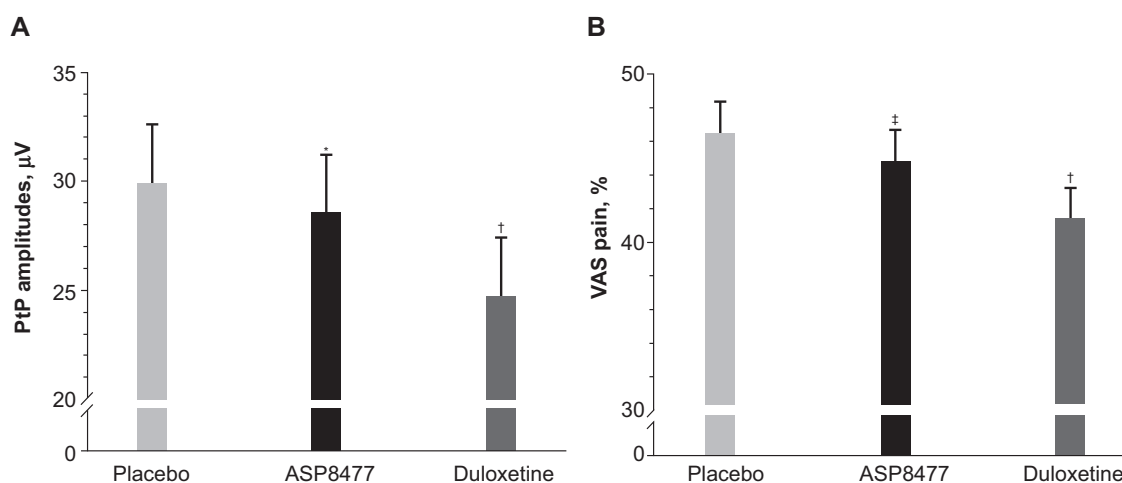 A
PtP amplitudes, μV
35
30
25
20
0
*
†
Placebo
ASP8477
Duloxetine
B
VAS pain, %
50
40
30
0
‡
†
Placebo
ASP8477
Duloxetine